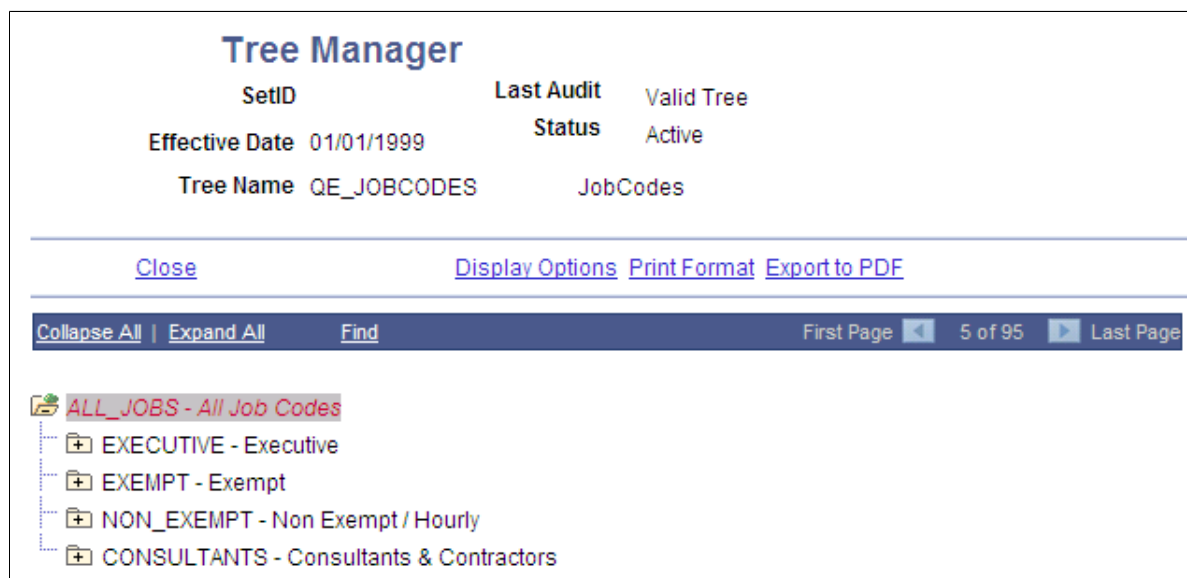 Tree Manager
SetID Last Audit Valid Tree
Effective Date 01/01/1999 Status Active
Tree Name QE_JOBCODES JobCodes
Close Display Options Print Format Export to PDF
Collapse All | Expand All Find First Page 5 of 95 Last Page
ALL_JOBS - All Job Codes
EXECUTIVE - Executive
EXEMPT - Exempt
NON_EXEMPT - Non Exempt / Hourly
CONSULTANTS - Consultants & Contractors